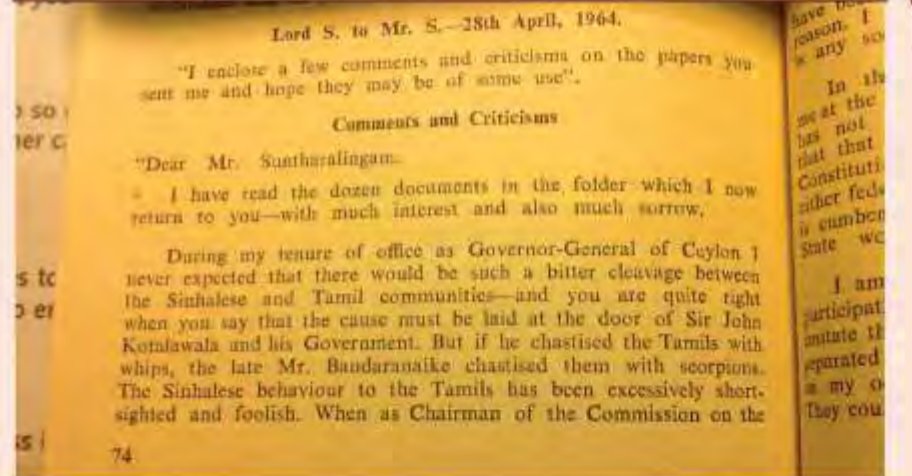 Lord S. to Mr. S.—28th April, 1964.
"I enclose a few comments and criticisms on the papers you
sent me and hope they may be of some use".
Comments and Criticisms
"Dear Mr. Suntharalingam.
I have read the dozen documents in the folder which I now
return to you—with much interest and also much sorrow,
During my tenure of office as Governor-General of Ceylon I
never expected that there would be such a bitter cleavage between
the Sinhalese and Tamil communities—and you are quite right
when you say that the cause must be laid at the door of Sir John
Kotalawala and his Government. But if he chastised the Tamils with
whips, the late Mr. Bandaranaike chastised them with scorpions.
The Sinhalese behaviour to the Tamils has been excessively short-
sighted and foolish. When as Chairman of the Commission on the
74
have
reason. I
is any
In
me at the
has not
that that
Constituti
either fede
is cumber
State
I am
participat
imitate
separated
in my
They cou
so
her c
s to